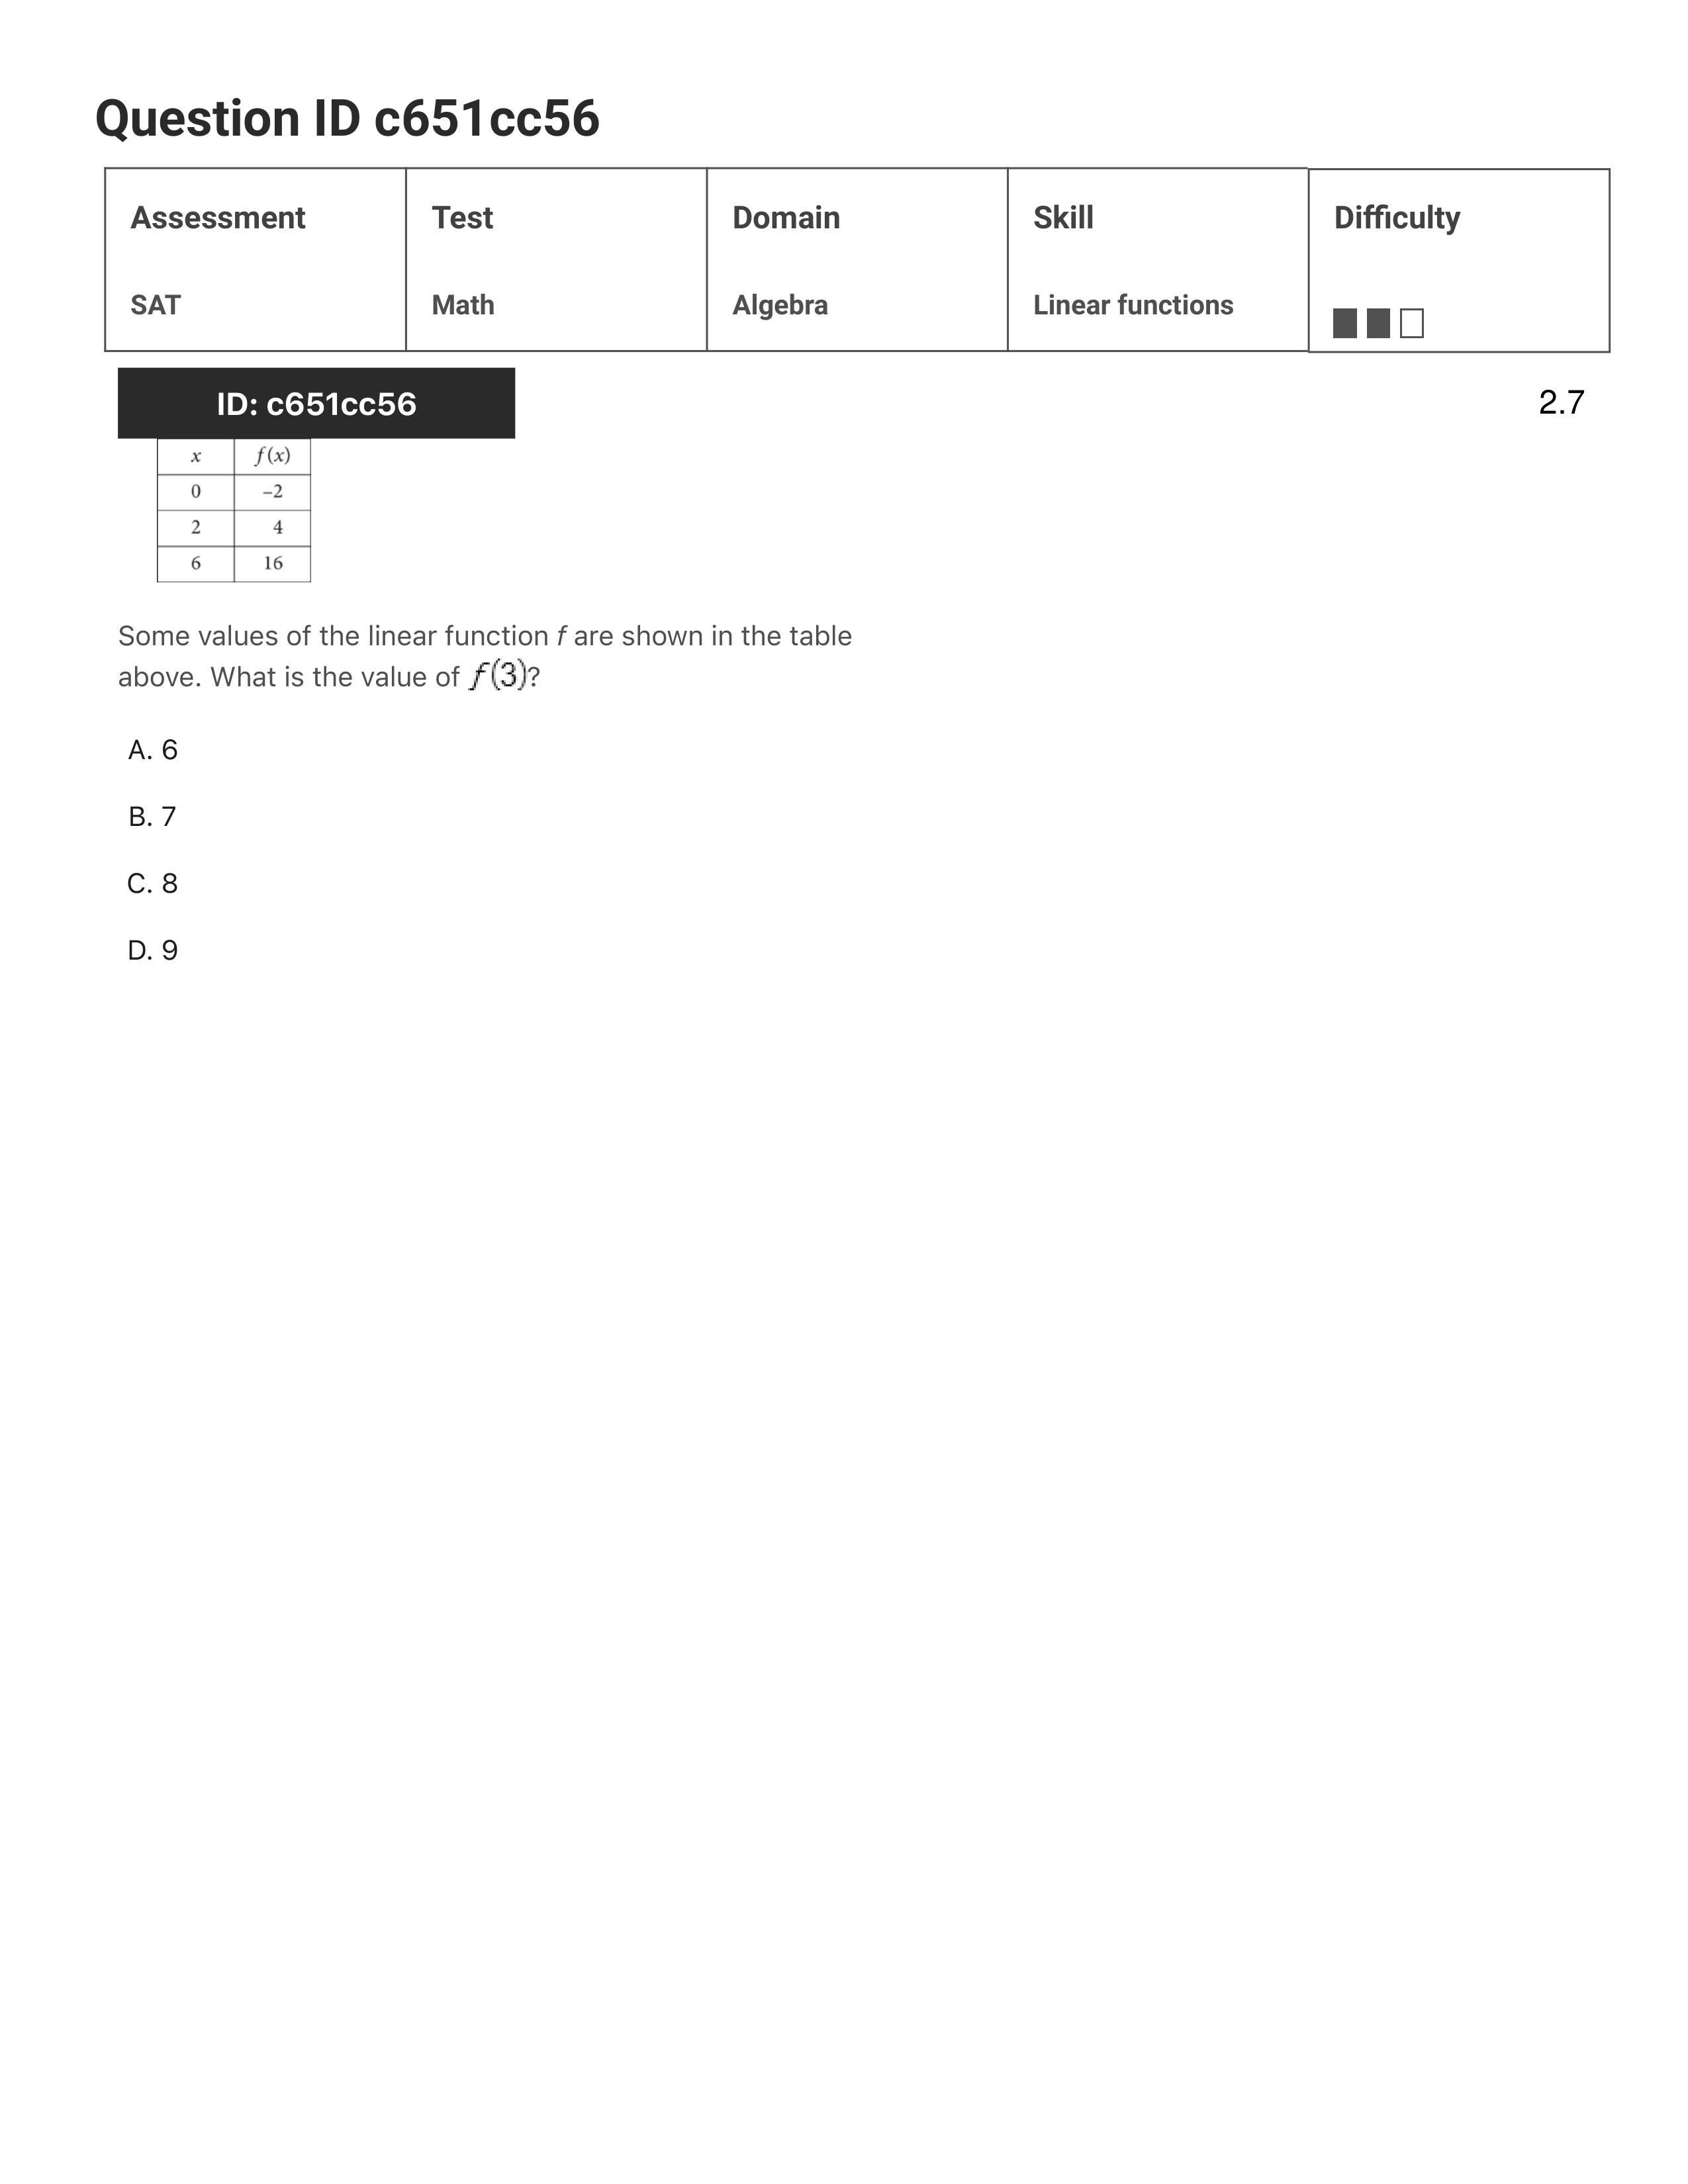 Question ID c651cc56
Assessment Test Domain Skill Difficulty
SAT Math Algebra Linear functions
ID: c651cc56 2.7
x f(x)
0 –2
2 4
6 16
Some values of the linear function f are shown in the table
above. What is the value of f(3)?
A. 6
B. 7
C. 8
D. 9